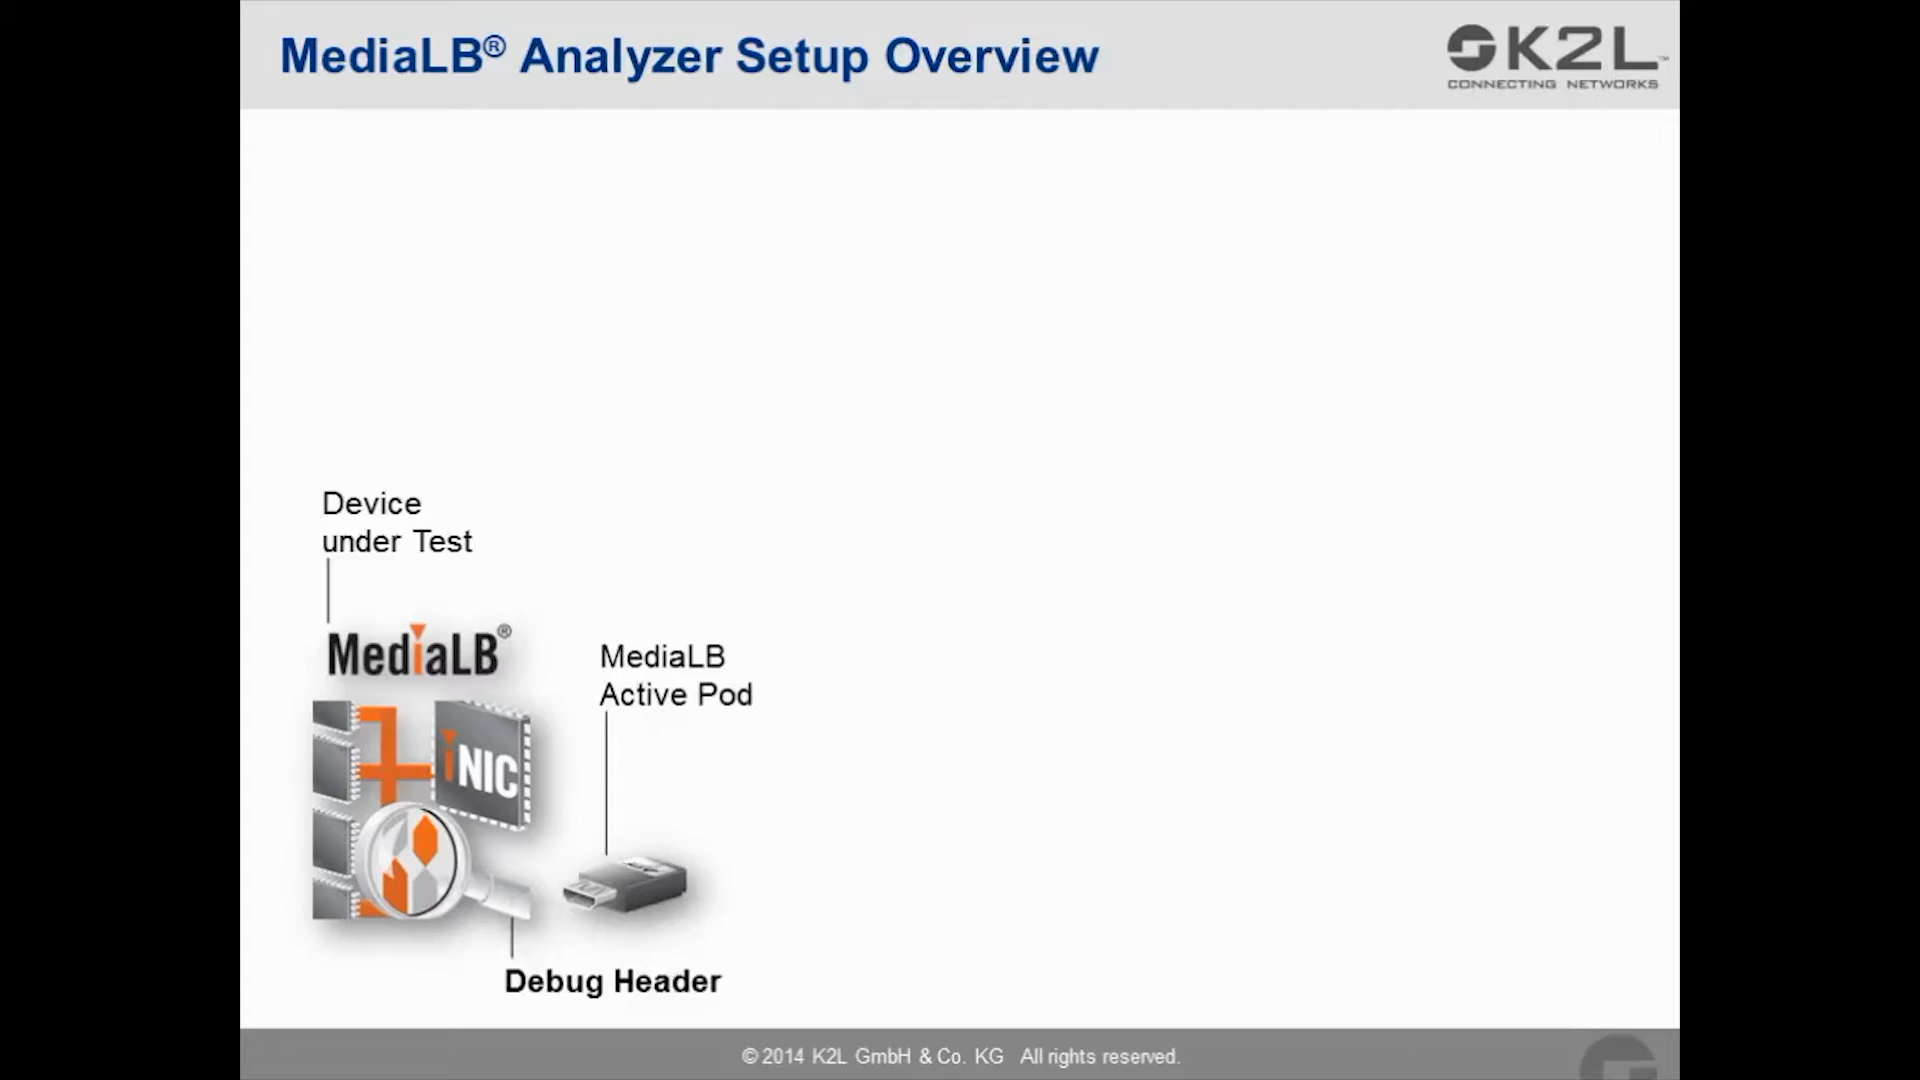 MediaLB® Analyzer Setup Overview
K2L™
CONNECTING NETWORKS
Device
under Test
MediaLB®
iNIC
MediaLB
Active Pod
Debug Header
© 2014 K2L GmbH & Co. KG All rights reserved.